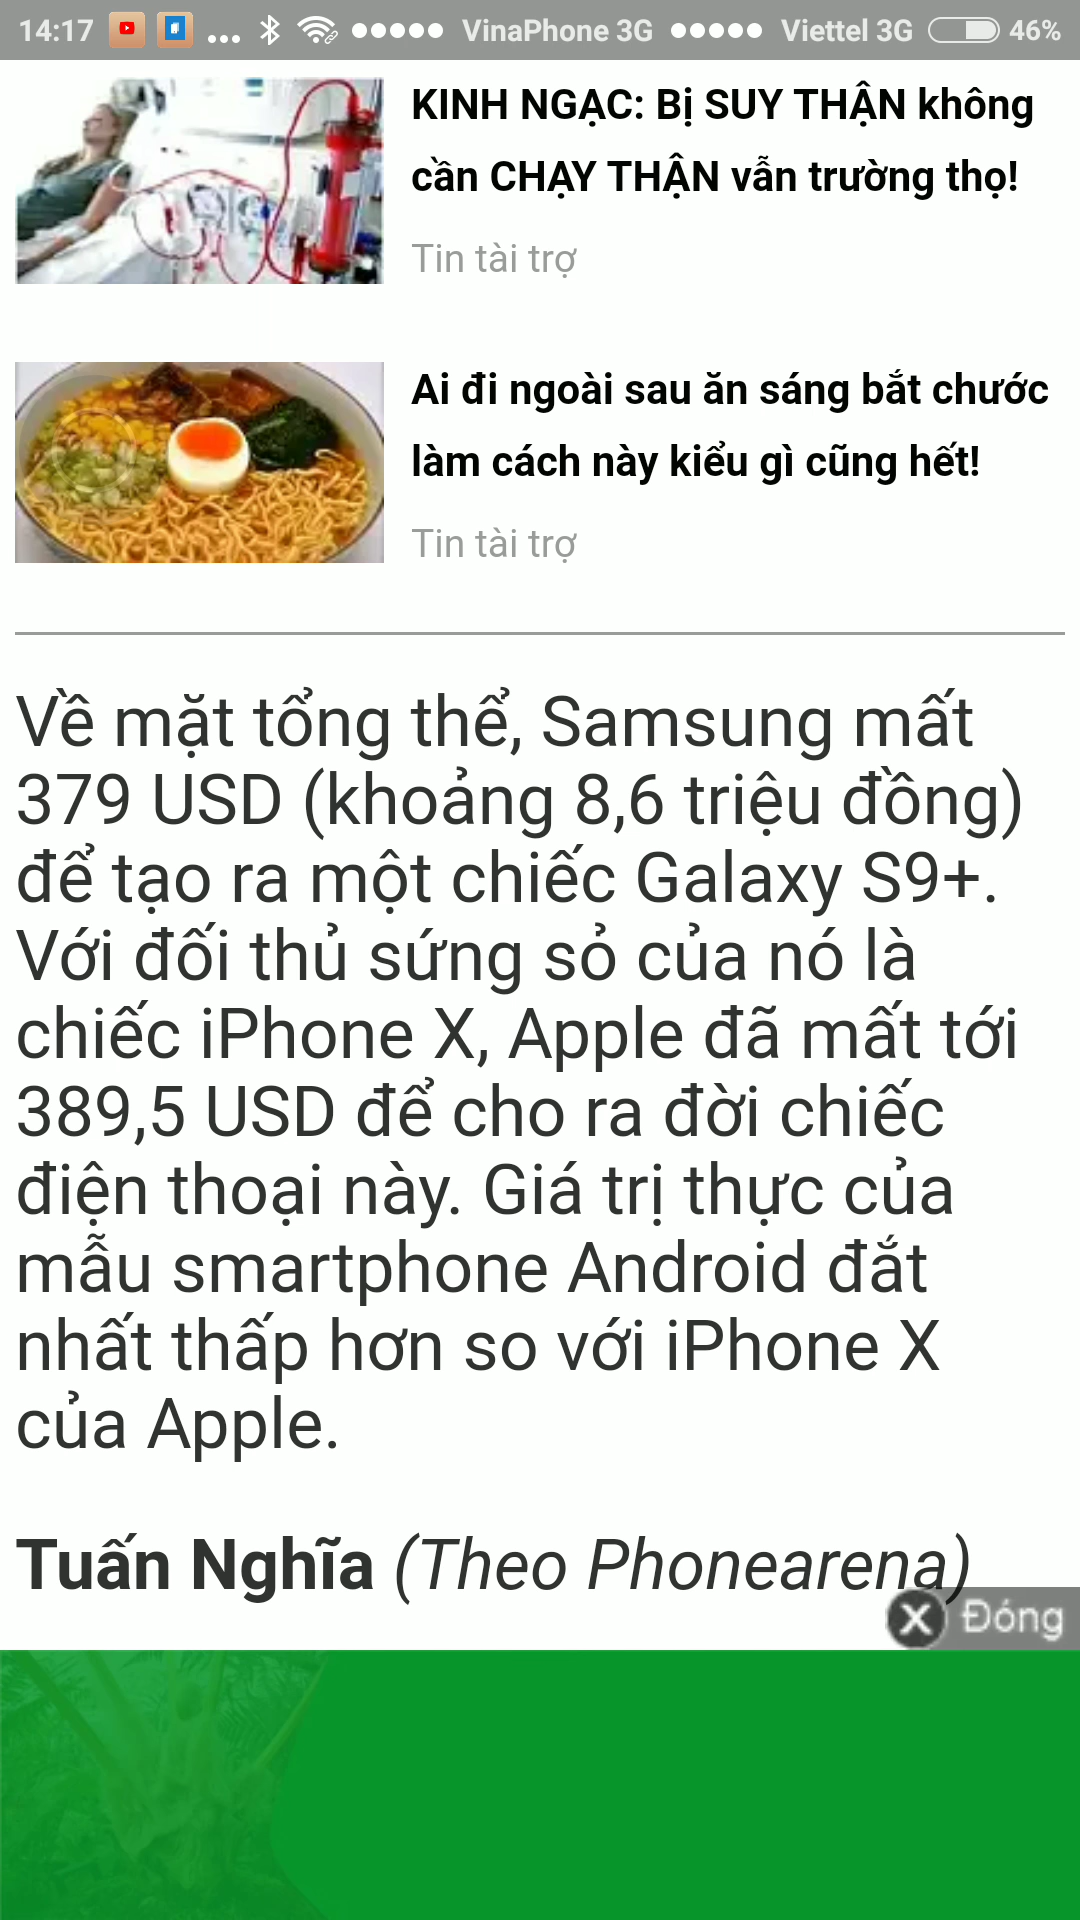 14:17 ... VinaPhone 3G Viettel 3G 46%
KINH NGẠC: Bị SUY THẬN không
cần CHẠY THẬN vẫn trường thọ!
Tin tài trợ
Ai đi ngoài sau ăn sáng bắt chước
làm cách này kiểu gì cũng hết!
Tin tài trợ
Về mặt tổng thể, Samsung mất
379 USD (khoảng 8,6 triệu đồng)
để tạo ra một chiếc Galaxy S9+.
Với đối thủ sứng sỏ của nó là
chiếc iPhone X, Apple đã mất tới
389,5 USD để cho ra đời chiếc
điện thoại này. Giá trị thực của
mẫu smartphone Android đắt
nhất thấp hơn so với iPhone X
của Apple.
Tuấn Nghĩa (Theo Phonearena)
X Đóng